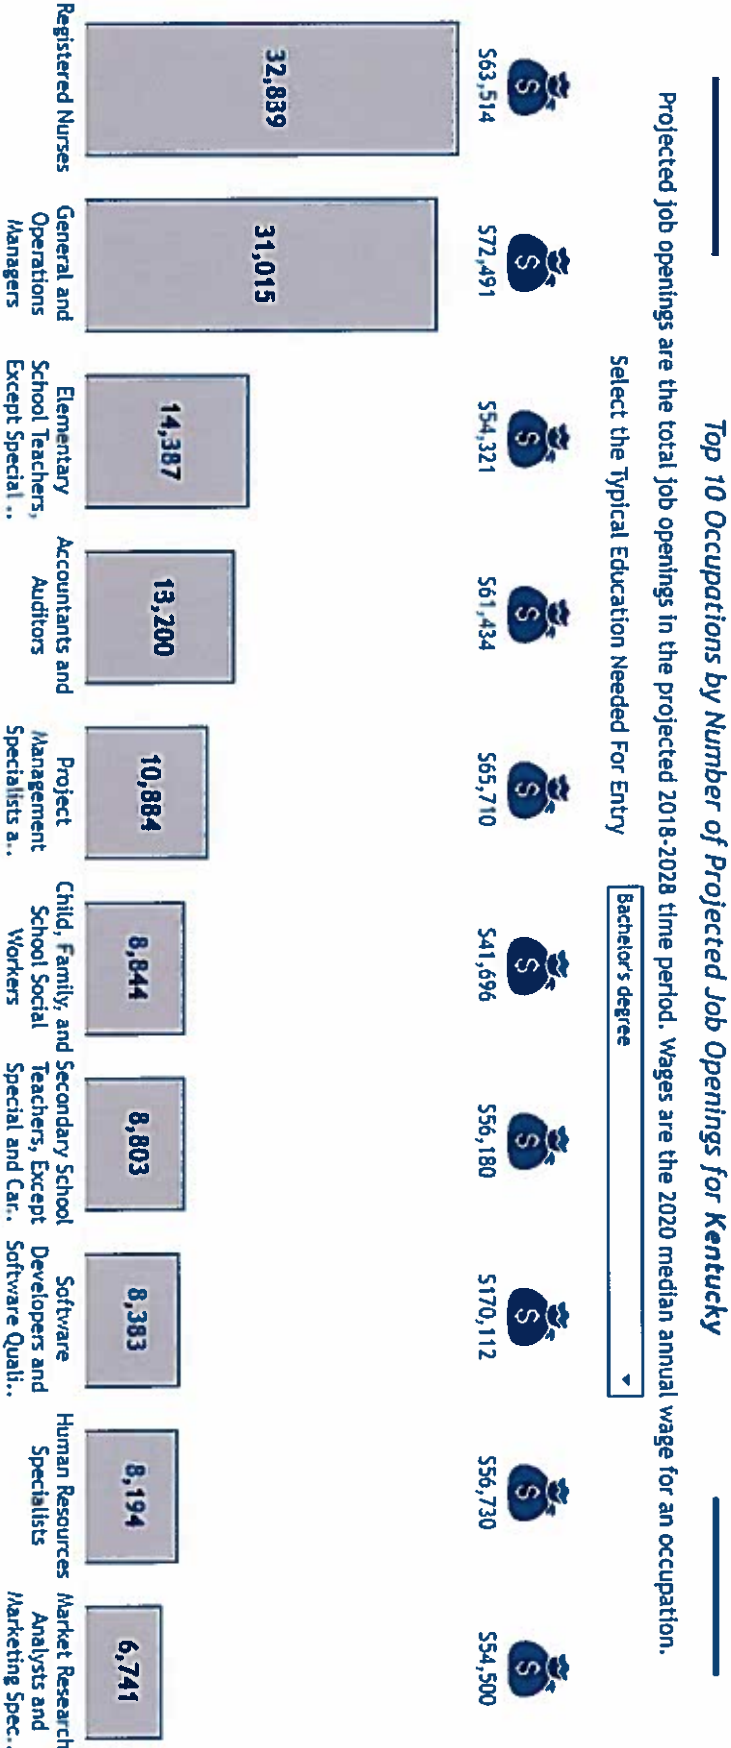 Top 10 Occupations by Number of Projected Job Openings for Kentucky
Projected job openings are the total job openings in the projected 2018-2028 time period. Wages are the 2020 median annual wage for an occupation.
Select the Typical Education Needed For Entry
Bachelor's degree
$63,514
$72,491
$54,321
$61,434
$65,710
$41,696
$56,180
$170,112
$56,730
$54,500
32,839
31,015
14,387
13,200
10,884
8,844
8,803
8,383
8,194
6,741
Registered Nurses
General and
Operations
Managers
Elementary
School Teachers,
Except Special ..
Accountants and
Auditors
Project
Management
Specialists a..
Child, Family, and
School Social
Workers
Secondary School
Teachers, Except
Special and Car..
Software
Developers and
Software Quali..
Human Resources
Specialists
Market Research
Analysts and
Marketing Spec..